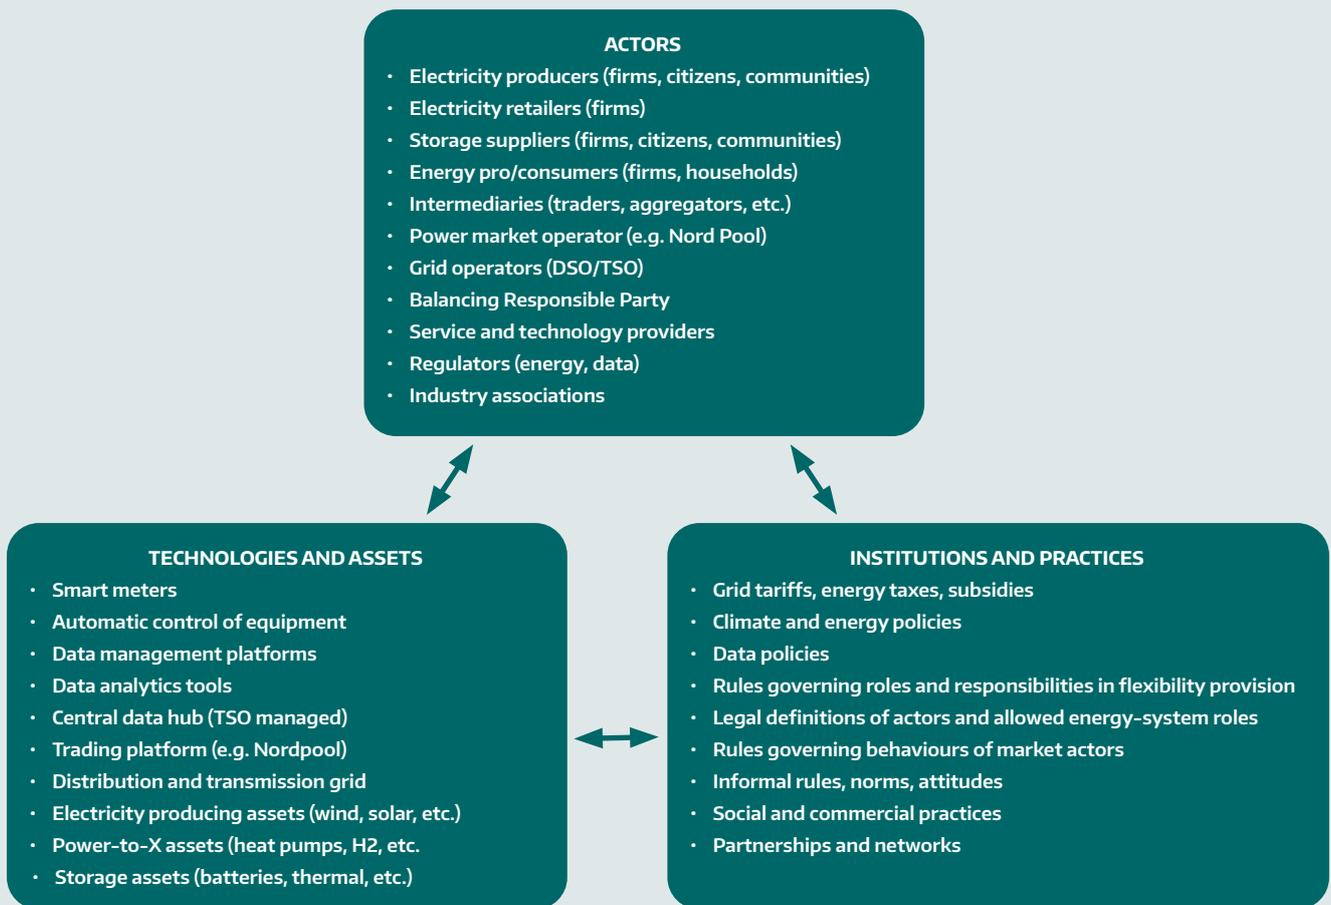 ACTORS
• Electricity producers (firms, citizens, communities)
• Electricity retailers (firms)
• Storage suppliers (firms, citizens, communities)
• Energy pro/consumers (firms, households)
• Intermediaries (traders, aggregators, etc.)
• Power market operator (e.g. Nord Pool)
• Grid operators (DSO/TSO)
• Balancing Responsible Party
• Service and technology providers
• Regulators (energy, data)
• Industry associations
TECHNOLOGIES AND ASSETS
• Smart meters
• Automatic control of equipment
• Data management platforms
• Data analytics tools
• Central data hub (TSO managed)
• Trading platform (e.g. Nordpool)
• Distribution and transmission grid
• Electricity producing assets (wind, solar, etc.)
• Power-to-X assets (heat pumps, H2, etc.
• Storage assets (batteries, thermal, etc.)
INSTITUTIONS AND PRACTICES
• Grid tariffs, energy taxes, subsidies
• Climate and energy policies
• Data policies
• Rules governing roles and responsibilities in flexibility provision
• Legal definitions of actors and allowed energy-system roles
• Rules governing behaviours of market actors
• Informal rules, norms, attitudes
• Social and commercial practices
• Partnerships and networks